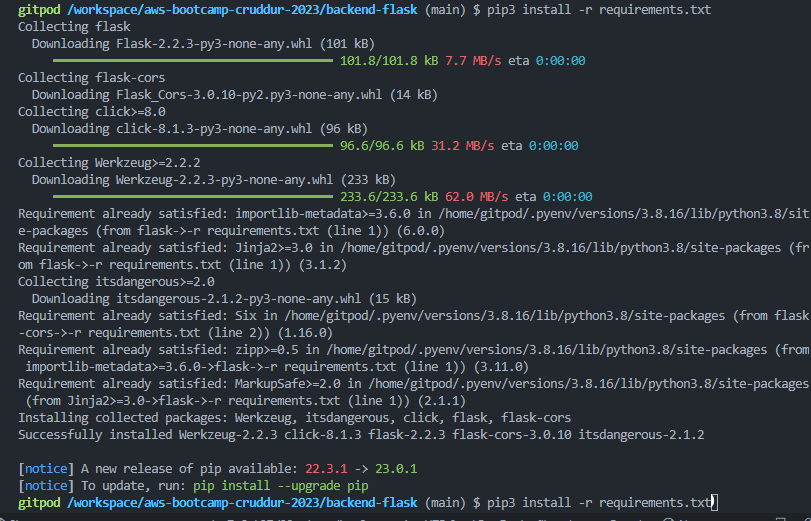 gitpod /workspace/aws-bootcamp-cruddur-2023/backend-flask (main) $ pip3 install -r requirements.txt
Collecting flask
  Downloading Flask-2.2.3-py3-none-any.whl (101 kB)
101.8/101.8 kB 7.7 MB/s eta 0:00:00
Collecting flask-cors
  Downloading Flask_Cors-3.0.10-py2.py3-none-any.whl (14 kB)
Collecting click>=8.0
  Downloading click-8.1.3-py3-none-any.whl (96 kB)
96.6/96.6 kB 31.2 MB/s eta 0:00:00
Collecting Werkzeug>=2.2.2
  Downloading Werkzeug-2.2.3-py3-none-any.whl (233 kB)
233.6/233.6 kB 62.0 MB/s eta 0:00:00
Requirement already satisfied: importlib-metadata>=3.6.0 in /home/gitpod/.pyenv/versions/3.8.16/lib/python3.8/sit
e-packages (from flask->-r requirements.txt (line 1)) (6.0.0)
Requirement already satisfied: Jinja2>=3.0 in /home/gitpod/.pyenv/versions/3.8.16/lib/python3.8/site-packages (fr
om flask->-r requirements.txt (line 1)) (3.1.2)
Collecting itsdangerous>=2.0
  Downloading itsdangerous-2.1.2-py3-none-any.whl (15 kB)
Requirement already satisfied: Six in /home/gitpod/.pyenv/versions/3.8.16/lib/python3.8/site-packages (from flask
-cors->-r requirements.txt (line 2)) (1.16.0)
Requirement already satisfied: zipp>=0.5 in /home/gitpod/.pyenv/versions/3.8.16/lib/python3.8/site-packages (from
 importlib-metadata>=3.6.0->flask->-r requirements.txt (line 1)) (3.11.0)
Requirement already satisfied: MarkupSafe>=2.0 in /home/gitpod/.pyenv/versions/3.8.16/lib/python3.8/site-packages
 (from Jinja2>=3.0->flask->-r requirements.txt (line 1)) (2.1.1)
Installing collected packages: Werkzeug, itsdangerous, click, flask, flask-cors
Successfully installed Werkzeug-2.2.3 click-8.1.3 flask-2.2.3 flask-cors-3.0.10 itsdangerous-2.1.2
[notice] A new release of pip available: 22.3.1 -> 23.0.1
[notice] To update, run: pip install --upgrade pip
gitpod /workspace/aws-bootcamp-cruddur-2023/backend-flask (main) $ pip3 install -r requirements.txt